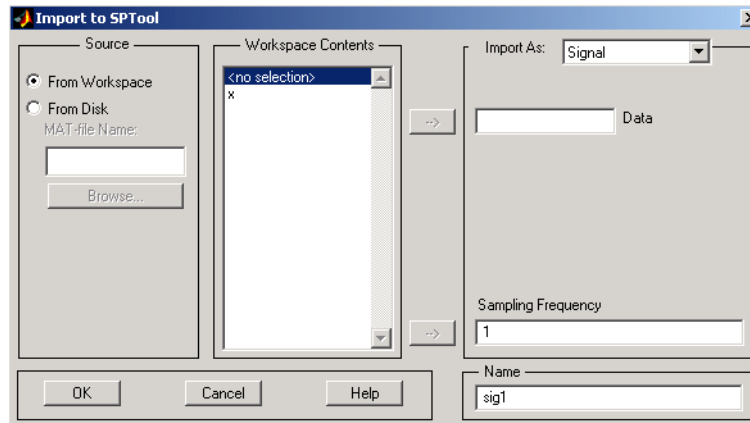 Import to SPTool
Source
From Workspace
From Disk
MAT-file Name:
Browse...
Workspace Contents
<no selection>
x
-->
-->
Import As: Signal
Data
Sampling Frequency
1
OK Cancel Help
Name
sig1